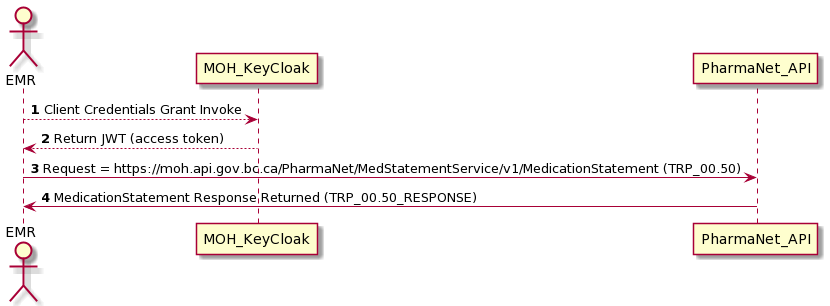 EMR
MOH_KeyCloak
PharmaNet_API
1 Client Credentials Grant Invoke
2 Return JWT (access token)
3 Request = https://moh.api.gov.bc.ca/PharmaNet/MedStatementService/v1/MedicationStatement (TRP_00.50)
4 MedicationStatement Response Returned (TRP_00.50_RESPONSE)
EMR
MOH_KeyCloak
PharmaNet_API